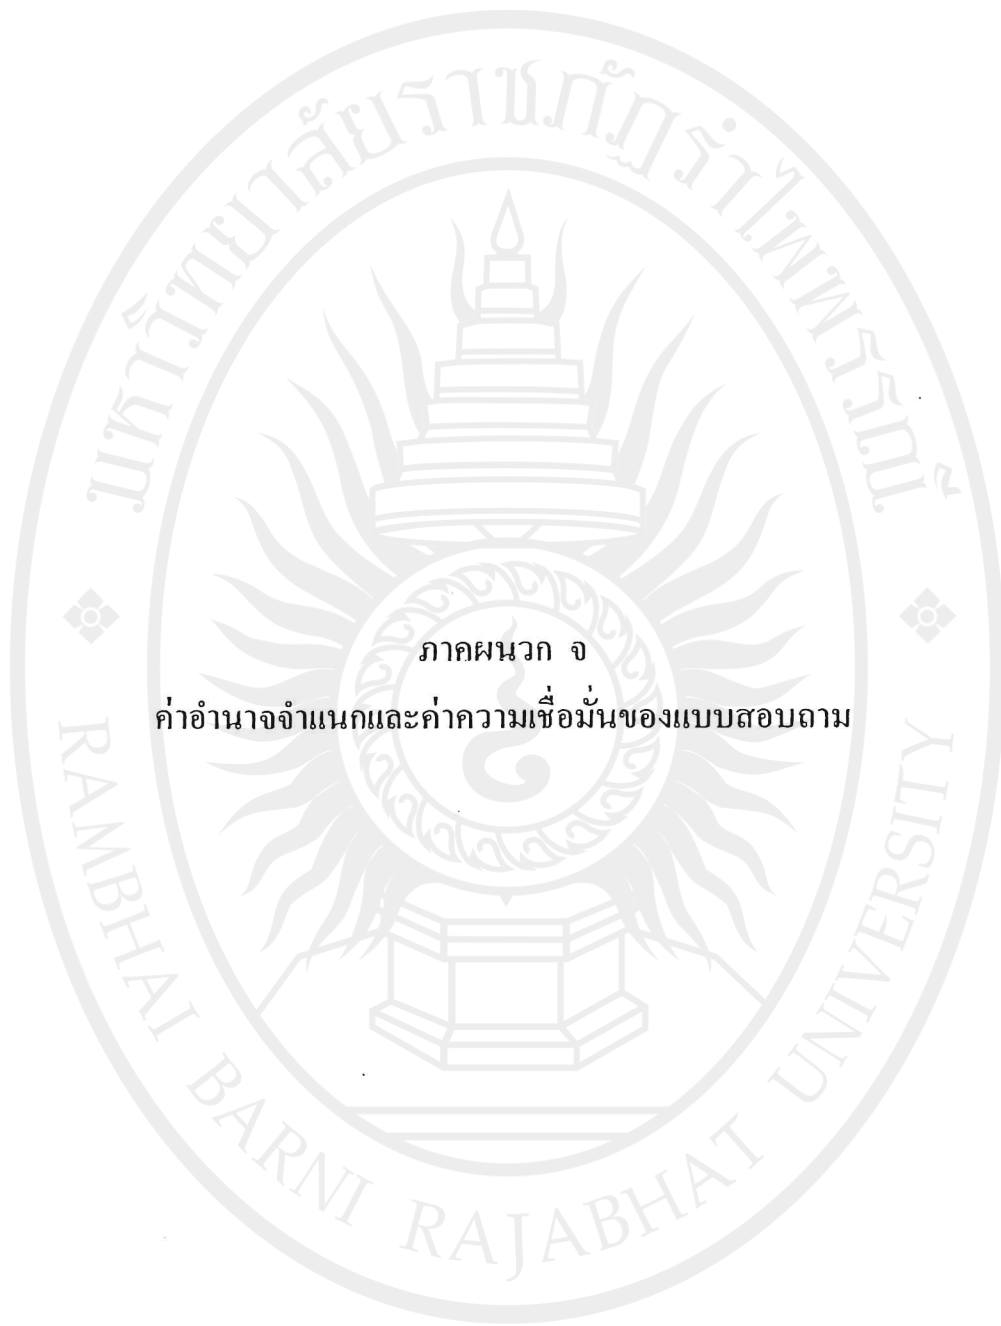 มหาวิทยาลัยราชภัฏรำไพพรรณี
ภาคผนวก จ
ค่าอำนาจจำแนกและค่าความเชื่อมั่นของแบบสอบถาม
RAMBHAI BARNI RAJABHAT UNIVERSITY